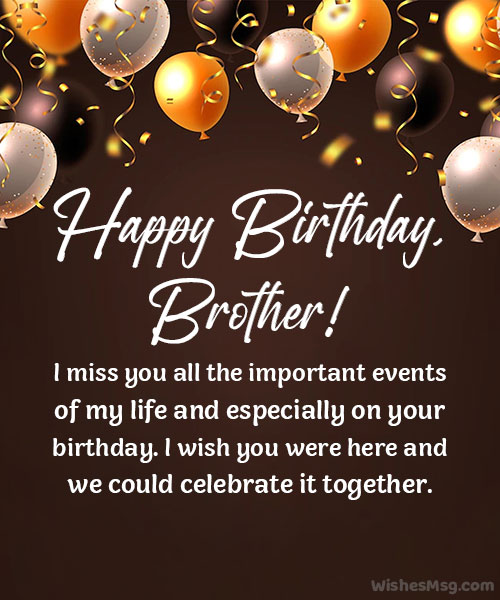 Happy Birthday,
Brother!
I miss you all the important events
of my life and especially on your
birthday. I wish you were here and
we could celebrate it together.
WishesMsg.com